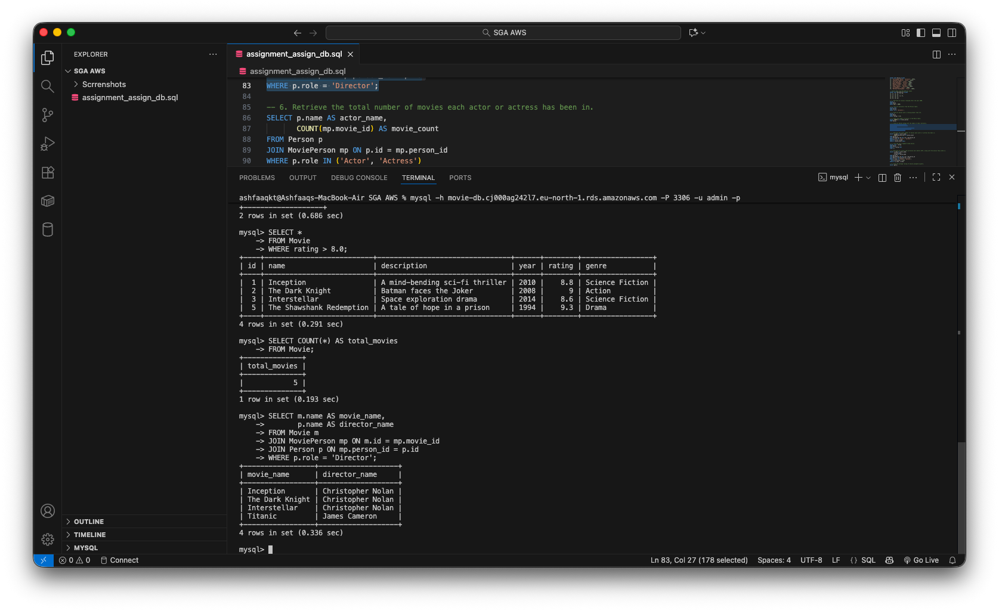 SGA AWS
EXPLORER
SGA AWS
Scrrenshots
assignment_assign_db.sql
OUTLINE
TIMELINE
MYSQL
assignment_assign_db.sql
assignment_assign_db.sql
83 WHERE p.role = 'Director';
84
85 -- 6. Retrieve the total number of movies each actor or actress has been in.
86 SELECT p.name AS actor_name,
87 COUNT(mp.movie_id) AS movie_count
88 FROM Person p
89 JOIN MoviePerson mp ON p.id = mp.person_id
90 WHERE p.role IN ('Actor', 'Actress')
PROBLEMS OUTPUT DEBUG CONSOLE TERMINAL PORTS
mysql
ashfaaqkt@Ashfaaqs-MacBook-Air SGA AWS % mysql -h movie-db.cj000ag242l7.eu-north-1.rds.amazonaws.com -P 3306 -u admin -p
+-------------------+
2 rows in set (0.686 sec)
mysql> SELECT *
-> FROM Movie
-> WHERE rating > 8.0;
+----+--------------------------+-------------------------------+------+--------+-----------------+
| id | name | description | year | rating | genre |
+----+--------------------------+-------------------------------+------+--------+-----------------+
| 1 | Inception | A mind-bending sci-fi thriller | 2010 | 8.8 | Science Fiction |
| 2 | The Dark Knight | Batman faces the Joker | 2008 | 9 | Action |
| 3 | Interstellar | Space exploration drama | 2014 | 8.6 | Science Fiction |
| 5 | The Shawshank Redemption | A tale of hope in a prison | 1994 | 9.3 | Drama |
+----+--------------------------+-------------------------------+------+--------+-----------------+
4 rows in set (0.291 sec)
mysql> SELECT COUNT(*) AS total_movies
-> FROM Movie;
+--------------+
| total_movies |
+--------------+
| 5 |
+--------------+
1 row in set (0.193 sec)
mysql> SELECT m.name AS movie_name,
-> p.name AS director_name
-> FROM Movie m
-> JOIN MoviePerson mp ON m.id = mp.movie_id
-> JOIN Person p ON mp.person_id = p.id
-> WHERE p.role = 'Director';
+-----------------+-------------------+
| movie_name | director_name |
+-----------------+-------------------+
| Inception | Christopher Nolan |
| The Dark Knight | Christopher Nolan |
| Interstellar | Christopher Nolan |
| Titanic | James Cameron |
+-----------------+-------------------+
4 rows in set (0.336 sec)
mysql>
0 0 Connect
Ln 83, Col 27 (178 selected) Spaces: 4 UTF-8 LF {} SQL Go Live